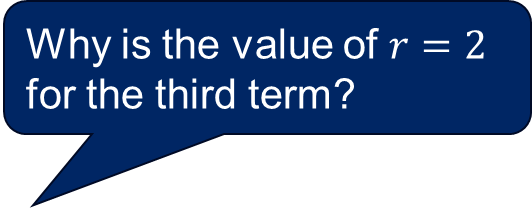 Why is the value of r = 2
for the third term?